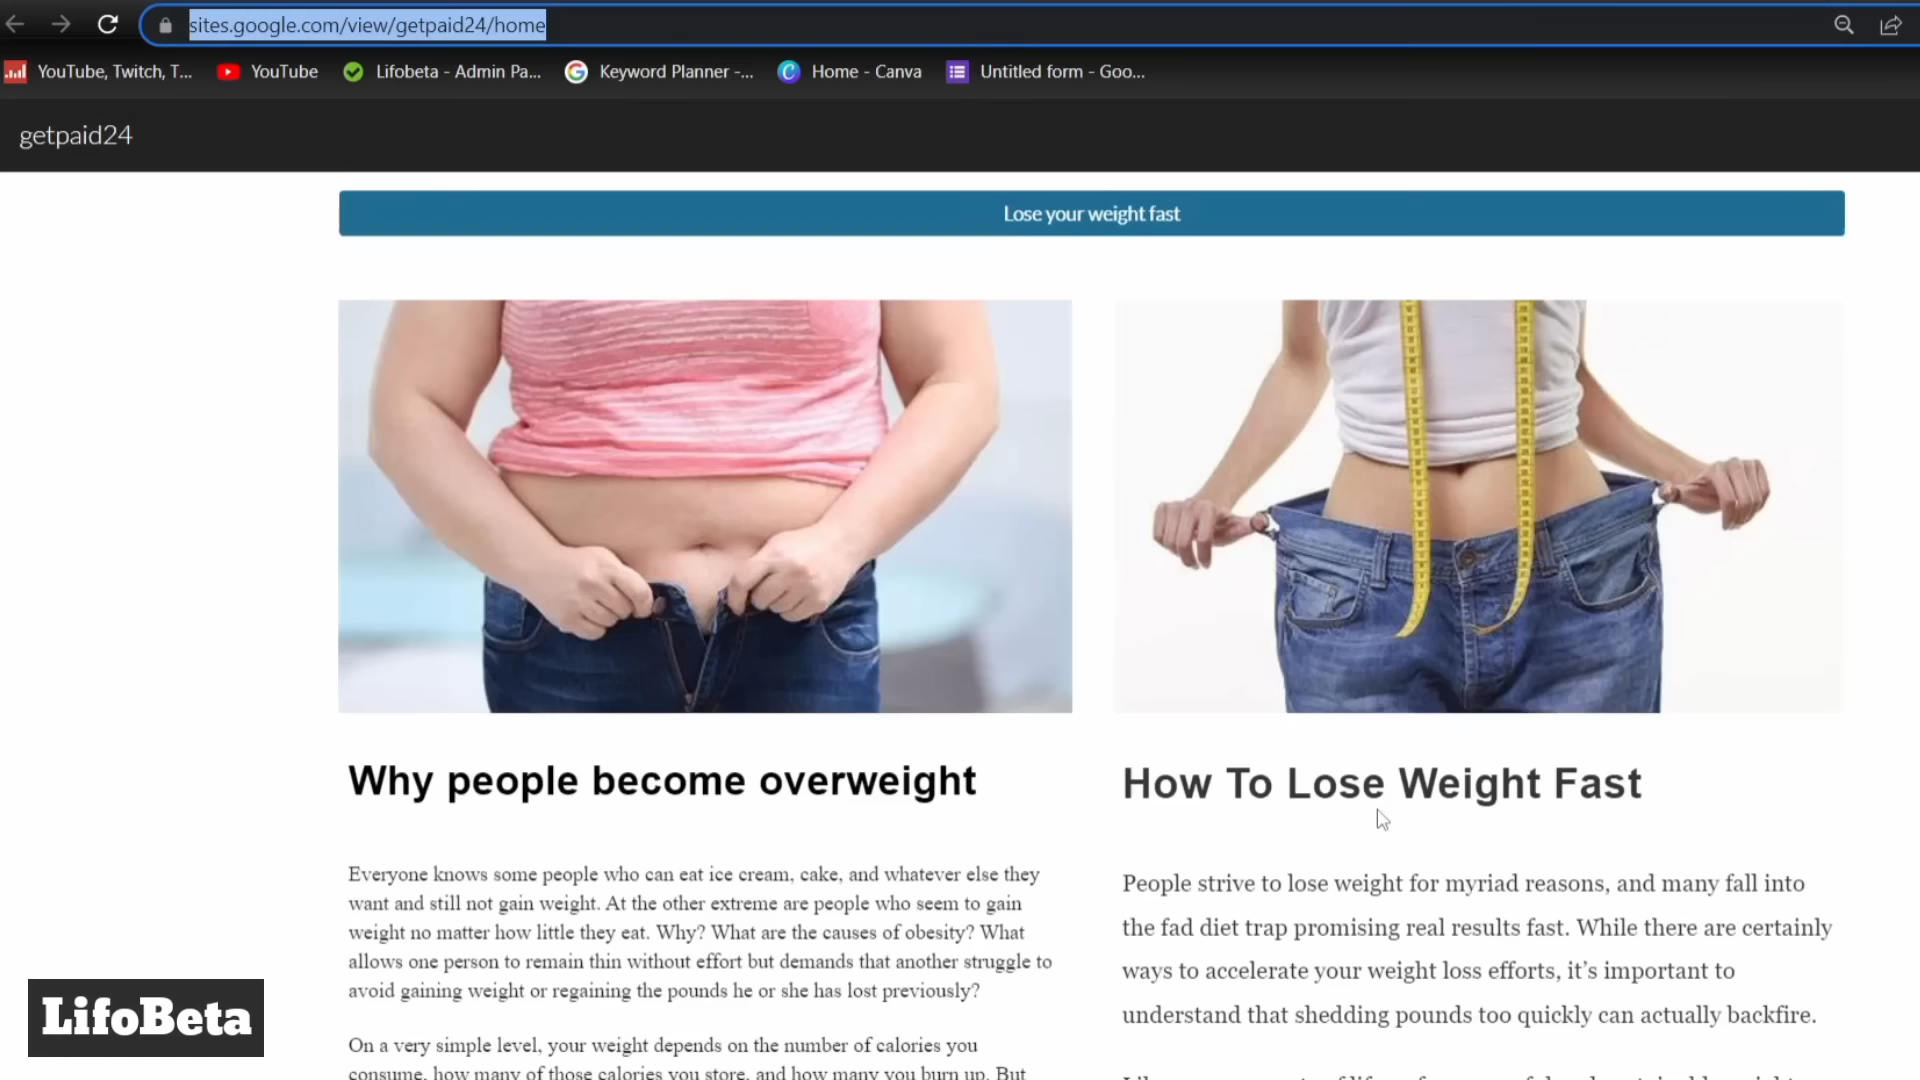 sites.google.com/view/getpaid24/home
YouTube, Twitch, T... YouTube Lifobeta - Admin Pa... Keyword Planner -... Home - Canva Untitled form - Goo...
getpaid24
Lose your weight fast
Why people become overweight
Everyone knows some people who can eat ice cream, cake, and whatever else they
want and still not gain weight. At the other extreme are people who seem to gain
weight no matter how little they eat. Why? What are the causes of obesity? What
allows one person to remain thin without effort but demands that another struggle to
avoid gaining weight or regaining the pounds he or she has lost previously?
On a very simple level, your weight depends on the number of calories you
consume, how many of those calories you store, and how many you burn up. But
How To Lose Weight Fast
People strive to lose weight for myriad reasons, and many fall into
the fad diet trap promising real results fast. While there are certainly
ways to accelerate your weight loss efforts, it's important to
understand that shedding pounds too quickly can actually backfire.
LifoBeta